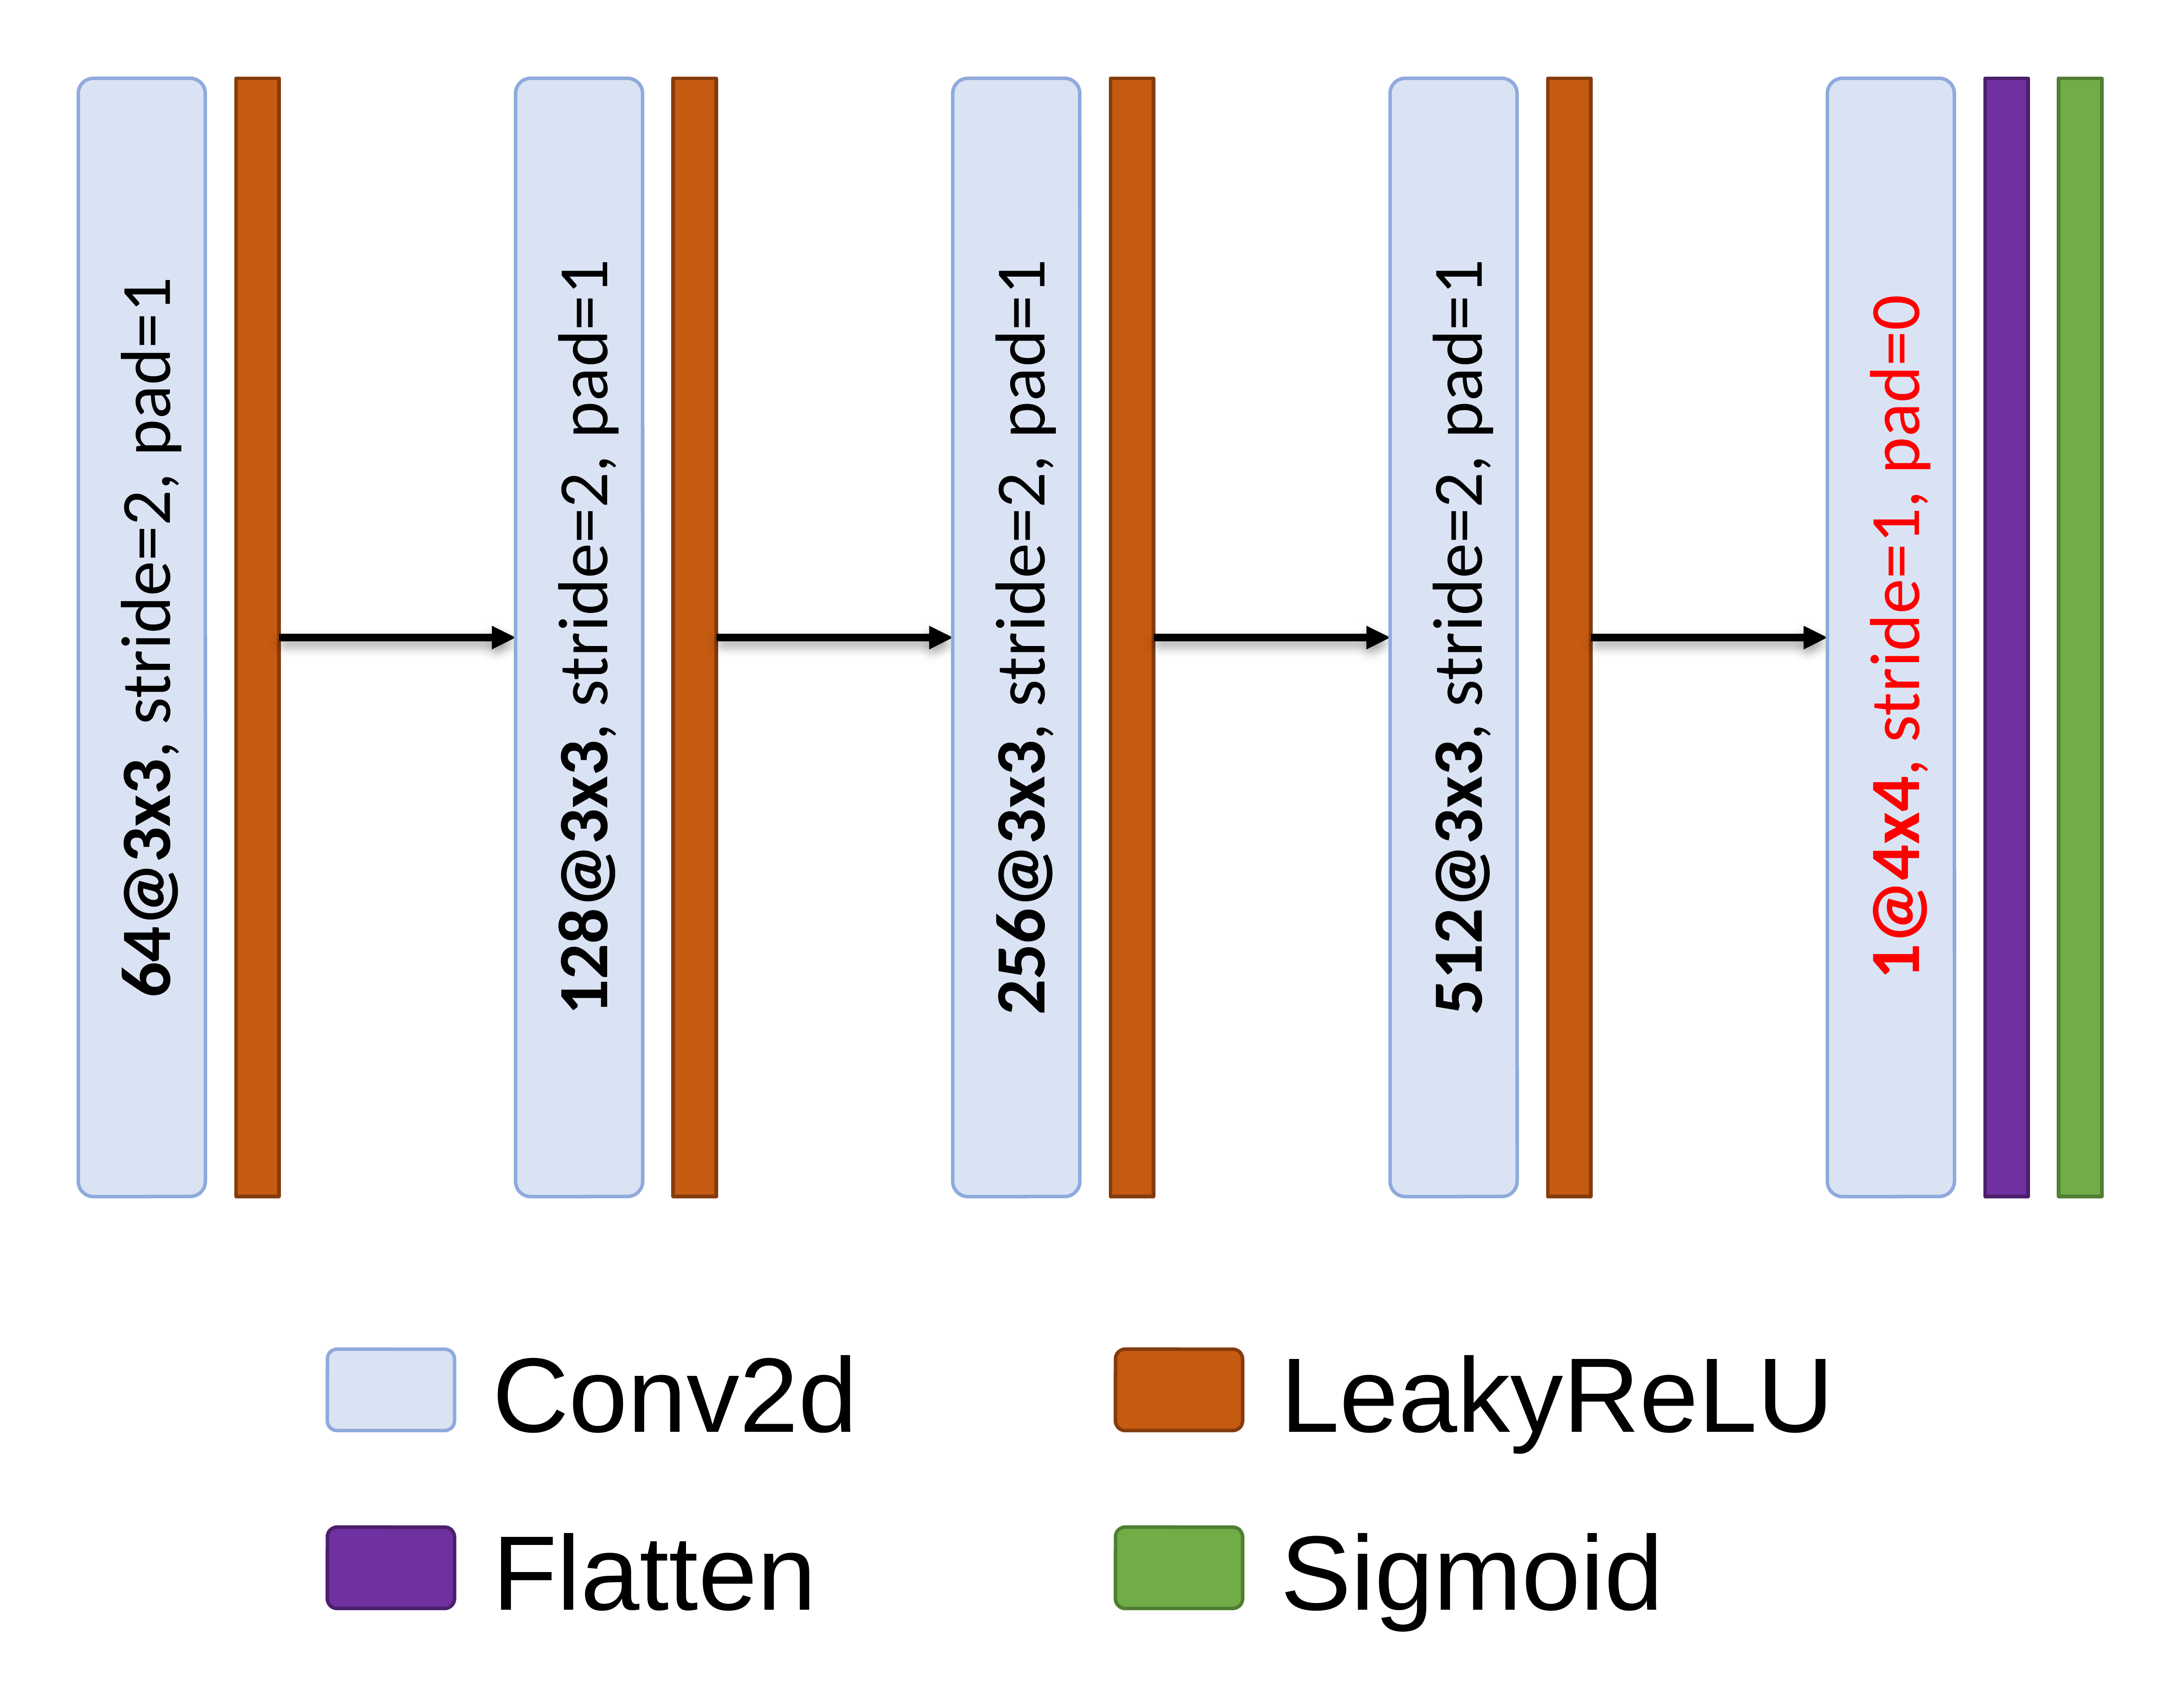 64@3x3, stride=2, pad=1
128@3x3, stride=2, pad=1
256@3x3, stride=2, pad=1
512@3x3, stride=2, pad=1
1@4x4, stride=1, pad=0
Conv2d
LeakyReLU
Flatten
Sigmoid